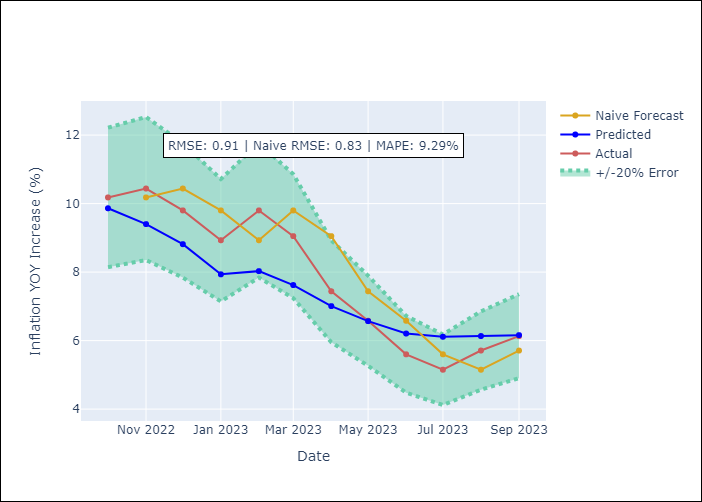 RMSE: 0.91 | Naive RMSE: 0.83 | MAPE: 9.29%
Naive Forecast
Predicted
Actual
+/-20% Error
Inflation YOY Increase (%)
12
10
8
6
4
Nov 2022
Jan 2023
Mar 2023
May 2023
Jul 2023
Sep 2023
Date